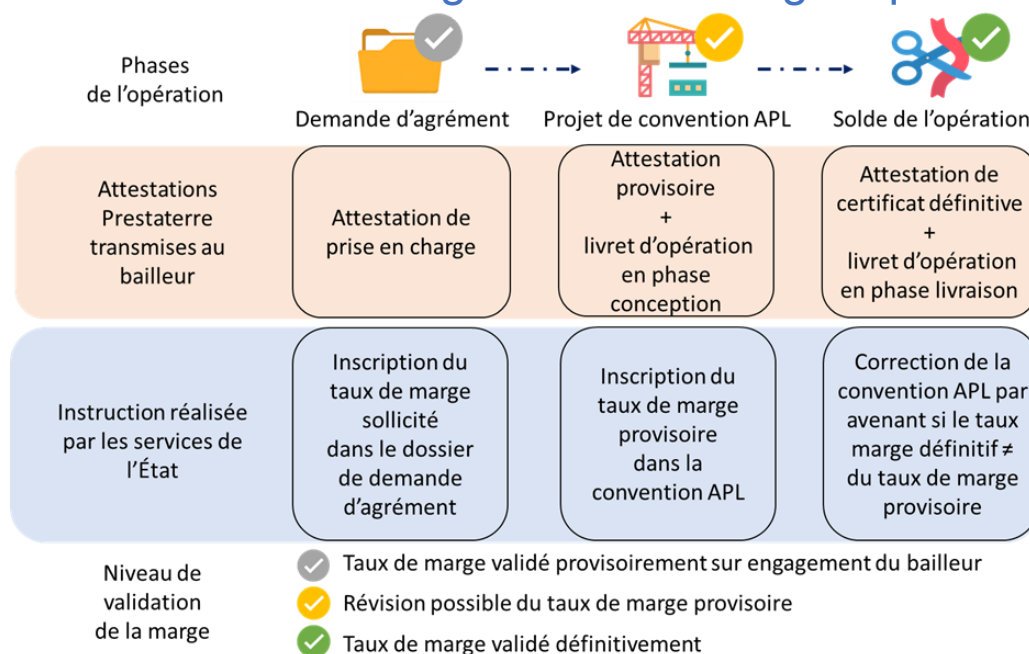 Phases
de l'opération
Demande d'agrément
Projet de convention APL
Solde de l'opération
Attestations
Prestaterre
transmises au
bailleur
Attestation de
prise en charge
Attestation
provisoire
+
livret d'opération
en phase
conception
Attestation de
certificat définitive
+
livret d'opération
en phase livraison
Instruction réalisée
par les services de
l'État
Inscription du
taux de marge
sollicité
dans le dossier
de demande
d'agrément
Inscription du
taux de marge
provisoire
dans la
convention APL
Correction de la
convention APL par
avenant si le taux
marge définitif ≠
du taux de marge
provisoire
Niveau de
validation
de la marge
Taux de marge validé provisoirement sur engagement du bailleur
Révision possible du taux de marge provisoire
Taux de marge validé définitivement